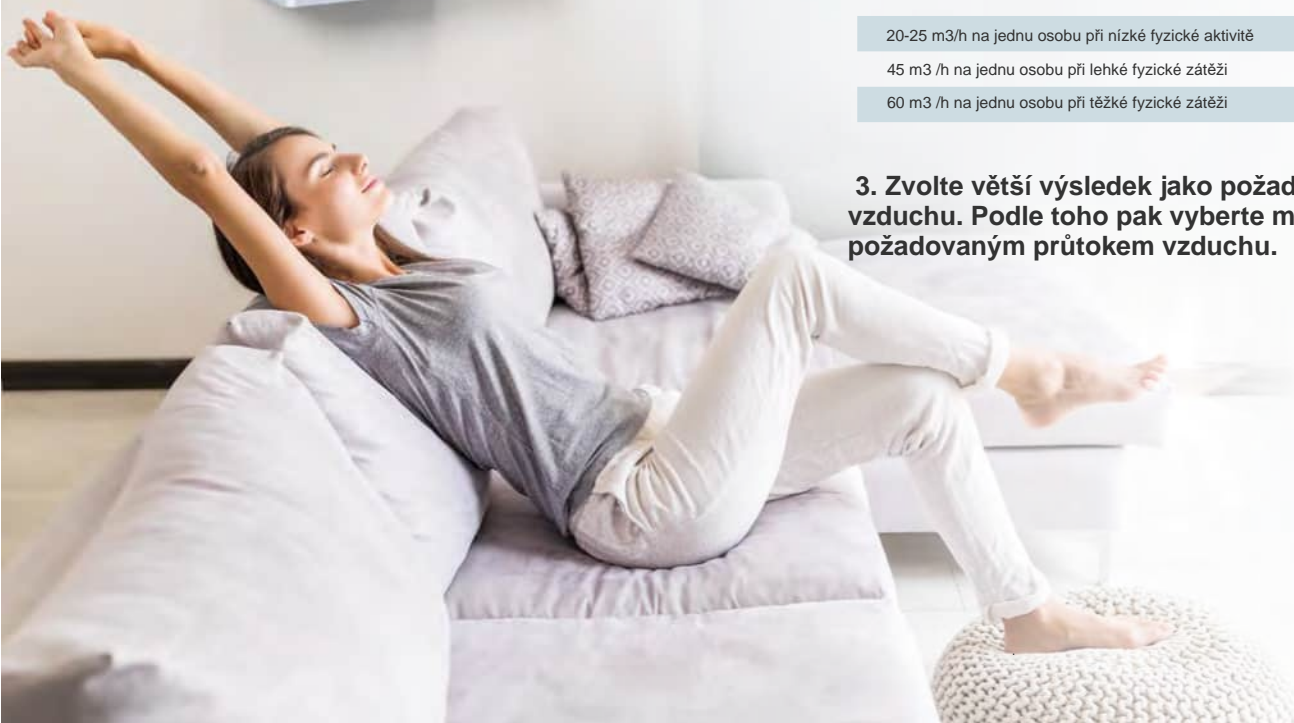 20-25 m3/h na jednu osobu při nízké fyzické aktivitě
45 m3 /h na jednu osobu při lehké fyzické zátěži
60 m3 /h na jednu osobu při těžké fyzické zátěži
3. Zvolte větší výsledek jako
vzduchu. Podle toho pak vyberte
požadovaným průtokem vzduchu.